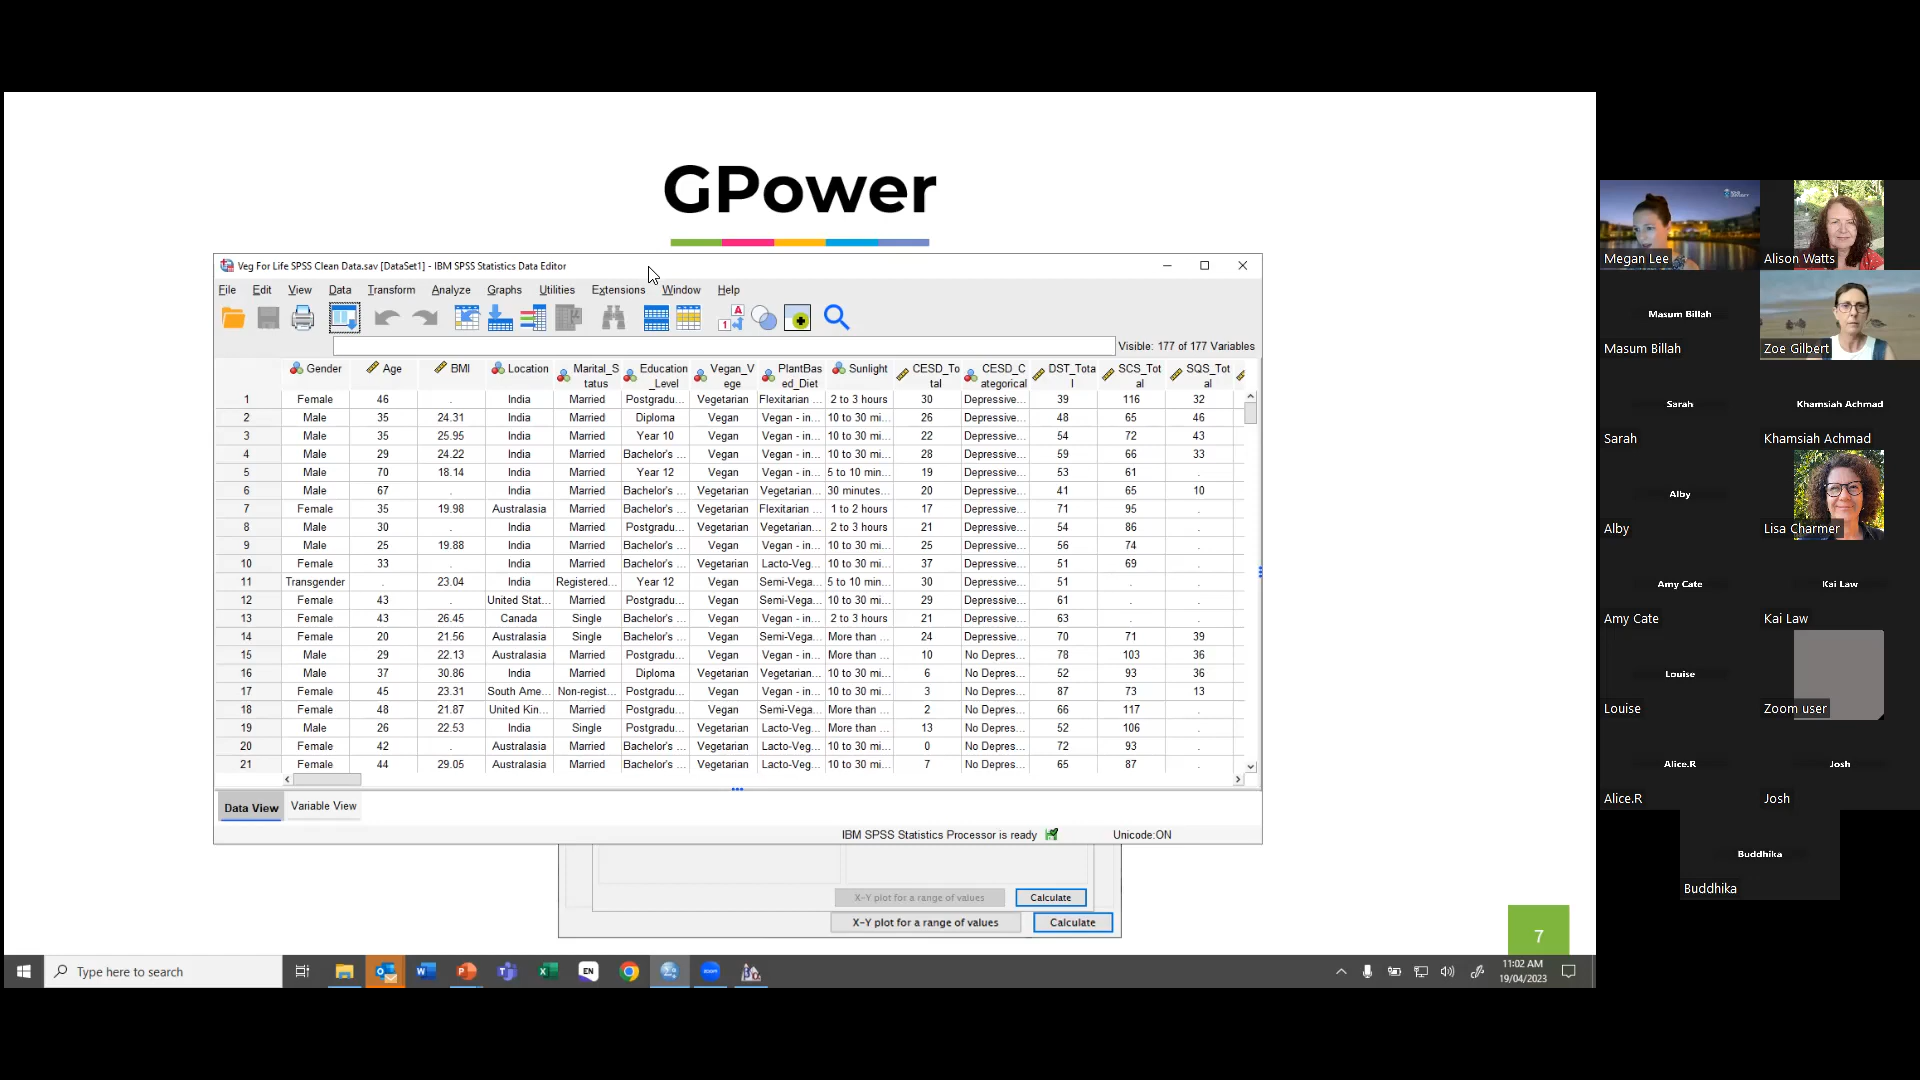 GPower
Veg For Life SPSS Clean Data.sav [DataSet1] - IBM SPSS Statistics Data Editor
File Edit View Data Transform Analyze Graphs Utilities Extensions Window Help
Visible: 177 of 177 Variables
Gender Age BMI Location Marital_S tatus Education _Level Vegan_V ege PlantBas ed_Diet Sunlight CESD_To tal CESD_C ategorical DST_Tota l SCS_Tot al SQS_Tot al
1 Female 46 . India Married Postgradu... Vegetarian Flexitarian ... 2 to 3 hours 30 Depressive... 39 116 32
2 Male 35 24.31 India Married Diploma Vegan Vegan - in... 10 to 30 mi... 26 Depressive... 48 65 46
3 Male 35 25.95 India Married Year 10 Vegan Vegan - in... 10 to 30 mi... 22 Depressive... 54 72 43
4 Male 29 24.22 India Married Bachelor's ... Vegan Vegan - in... 10 to 30 mi... 28 Depressive... 59 66 33
5 Male 70 18.14 India Married Year 12 Vegan Vegan - in... 5 to 10 min... 19 Depressive... 53 61 .
6 Male 67 . India Married Bachelor's ... Vegetarian Vegetarian... 30 minutes... 20 Depressive... 41 65 10
7 Female 35 19.98 Australasia Married Bachelor's ... Vegetarian Flexitarian ... 1 to 2 hours 17 Depressive... 71 95 .
8 Male 30 . India Married Postgradu... Vegan Vegetarian... 2 to 3 hours 21 Depressive... 54 86 .
9 Male 25 19.88 India Married Bachelor's ... Vegan Vegan - in... 10 to 30 mi... 25 Depressive... 56 74 .
10 Female 33 . India Married Bachelor's ... Vegetarian Lacto-Veg... 10 to 30 mi... 37 Depressive... 51 69 .
11 Transgender . 23.04 India Registered... Year 12 Vegan Semi-Vega... 5 to 10 min... 30 Depressive... 51 . .
12 Female 43 . United Stat... Married Postgradu... Vegan Semi-Vega... 10 to 30 mi... 29 Depressive... 61 . .
13 Female 43 26.45 Canada Single Bachelor's ... Vegan Vegan - in... 2 to 3 hours 21 Depressive... 63 . .
14 Female 20 21.56 Australasia Single Bachelor's ... Vegan Semi-Vega... More than ... 24 Depressive... 70 71 39
15 Male 29 22.13 Australasia Married Postgradu... Vegan Vegan - in... More than ... 10 No Depres... 78 103 36
16 Male 37 30.86 India Married Diploma Vegetarian Vegetarian... 10 to 30 mi... 6 No Depres... 52 93 36
17 Female 45 23.31 South Ame... Non-regist... Postgradu... Vegan Vegan - in... 10 to 30 mi... 3 No Depres... 87 73 13
18 Female 48 21.87 United Kin... Married Postgradu... Vegan Semi-Vega... More than ... 2 No Depres... 66 117 .
19 Male 26 22.53 India Single Postgradu... Vegetarian Lacto-Veg... More than ... 13 No Depres... 52 106 .
20 Female 42 . Australasia Married Bachelor's ... Vegetarian Lacto-Veg... 10 to 30 mi... 0 No Depres... 72 93 .
21 Female 44 29.05 Australasia Married Bachelor's ... Vegetarian Lacto-Veg... 10 to 30 mi... 7 No Depres... 65 87 .
Data View Variable View
IBM SPSS Statistics Processor is ready Unicode:ON
X-Y plot for a range of values Calculate
X-Y plot for a range of values Calculate
7
Type here to search
EN
zoom
11:02 AM
19/04/2023
Megan Lee Alison Watts
Masum Billah
Masum Billah Zoe Gilbert
Sarah Khamsiah Achmad
Sarah Khamsiah Achmad
Alby
Alby Lisa Charmer
Amy Cate Kai Law
Amy Cate Kai Law
Louise
Louise Zoom user
Alice.R Josh
Alice.R Josh
Buddhika
Buddhika